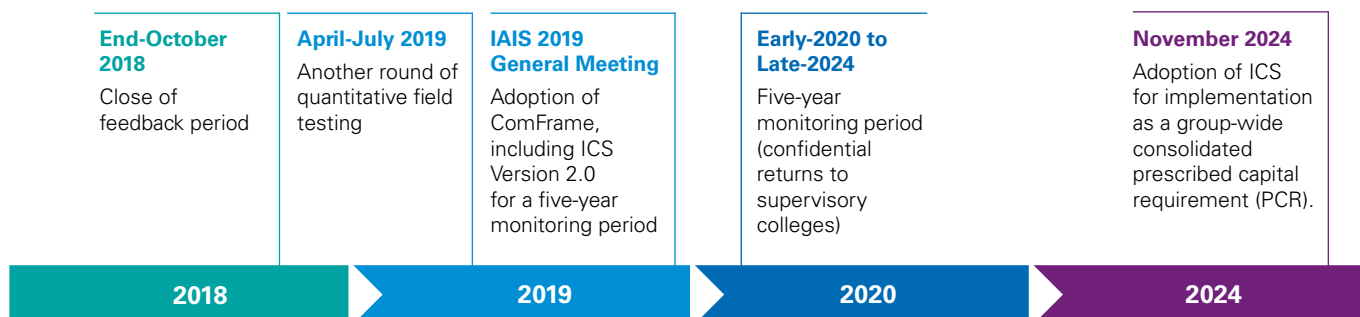 End-October
2018
Close of
feedback period
April-July 2019
Another round of
quantitative field
testing
IAIS 2019
General Meeting
Adoption of
ComFrame,
including ICS
Version 2.0
for a five-year
monitoring period
Early-2020 to
Late-2024
Five-year
monitoring period
(confidential
returns to
supervisory
colleges)
November 2024
Adoption of ICS
for implementation
as a group-wide
consolidated
prescribed capital
requirement (PCR).
2018
2019
2020
2024